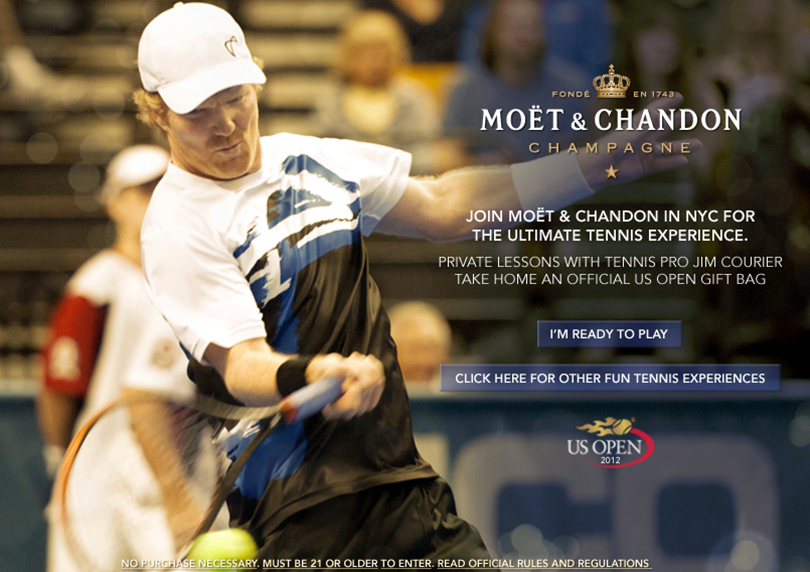 FONDÉ EN 1743
MOËT & CHANDON
CHAMPAGNE
JOIN MOËT & CHANDON IN NYC FOR
THE ULTIMATE TENNIS EXPERIENCE.
PRIVATE LESSONS WITH TENNIS PRO JIM COURIER
TAKE HOME AN OFFICIAL US OPEN GIFT BAG
I'M READY TO PLAY
CLICK HERE FOR OTHER FUN TENNIS EXPERIENCES
US OPEN
2012
NO PURCHASE NECESSARY. MUST BE 21 OR OLDER TO ENTER. READ OFFICIAL RULES AND REGULATIONS